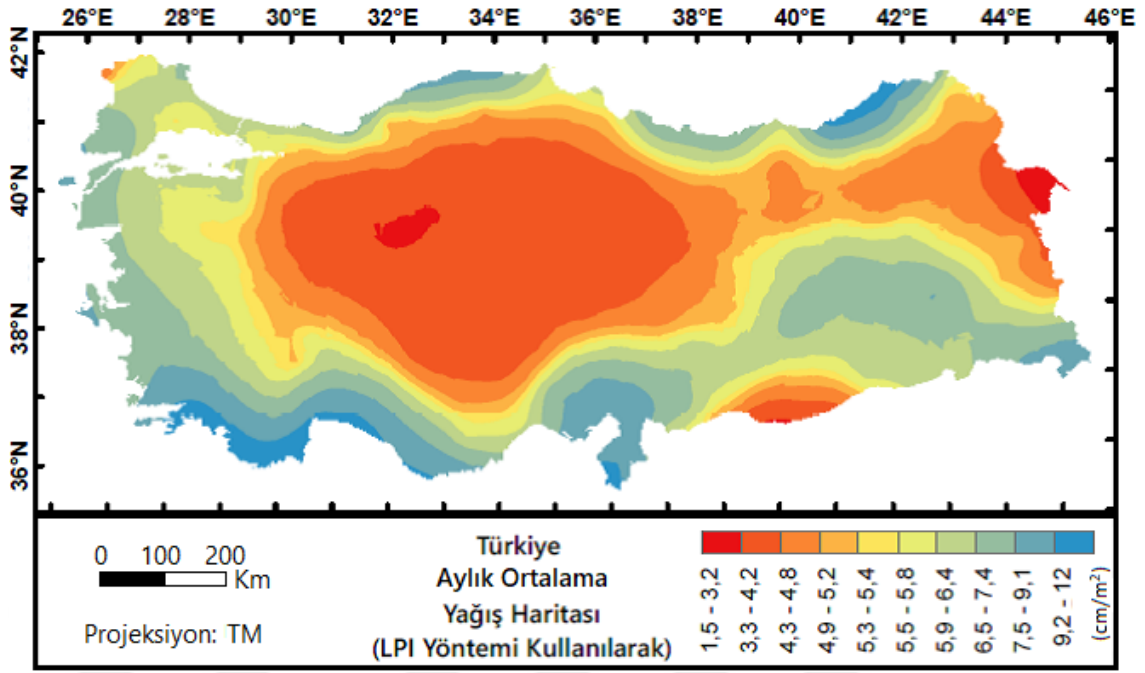 26°E 28°E 30°E 32°E 34°E 36°E 38°E 40°E 42°E 44°E 46°E
42°N
40°N
38°N
36°N
0 100 200
Km
Projeksiyon: TM
Türkiye
Aylık Ortalama
Yağış Haritası
(LPI Yöntemi Kullanılarak)
1,5 - 3,2
3,3 - 4,2
4,3 - 4,8
4,9 - 5,2
5,3 - 5,4
5,5 - 5,8
5,9 - 6,4
6,5 - 7,4
7,5 - 9,1
9,2 - 12
(cm/m²)